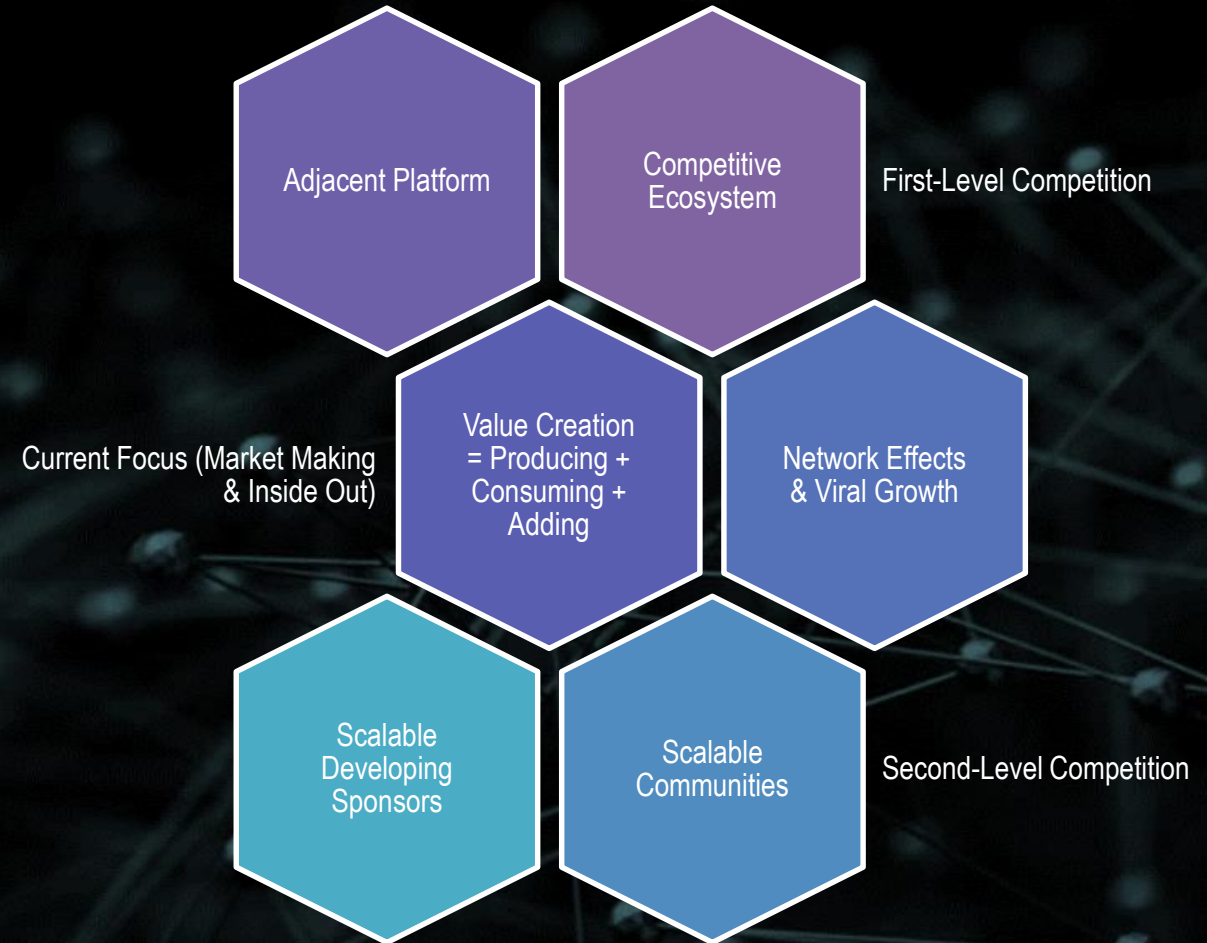 Adjacent Platform
Competitive
Ecosystem
First-Level Competition
Current Focus (Market Making
& Inside Out)
Value Creation
= Producing +
Consuming +
Adding
Network Effects
& Viral Growth
Scalable
Developing
Sponsors
Scalable
Communities
Second-Level Competition